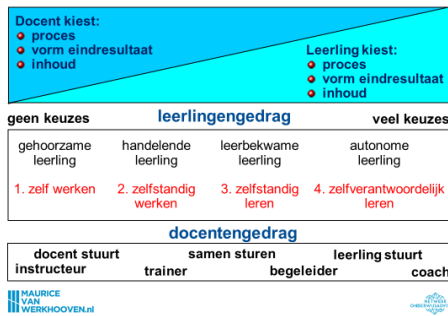 Docent kiest:
proces
vorm eindresultaat
inhoud
Leerling kiest:
proces
vorm eindresultaat
inhoud
geen keuzes leerlingengedrag veel keuzes
gehoorzame handelende leerbekwame autonome
leerling leerling leerling leerling
1. zelf werken 2. zelfstandig 3. zelfstandig 4. zelfverantwoordelijk
werken leren leren
docentengedrag
docent stuurt samen sturen leerling stuurt
instructeur trainer begeleider coach
MAURICE
VAN
WERKHOOVEN.nl